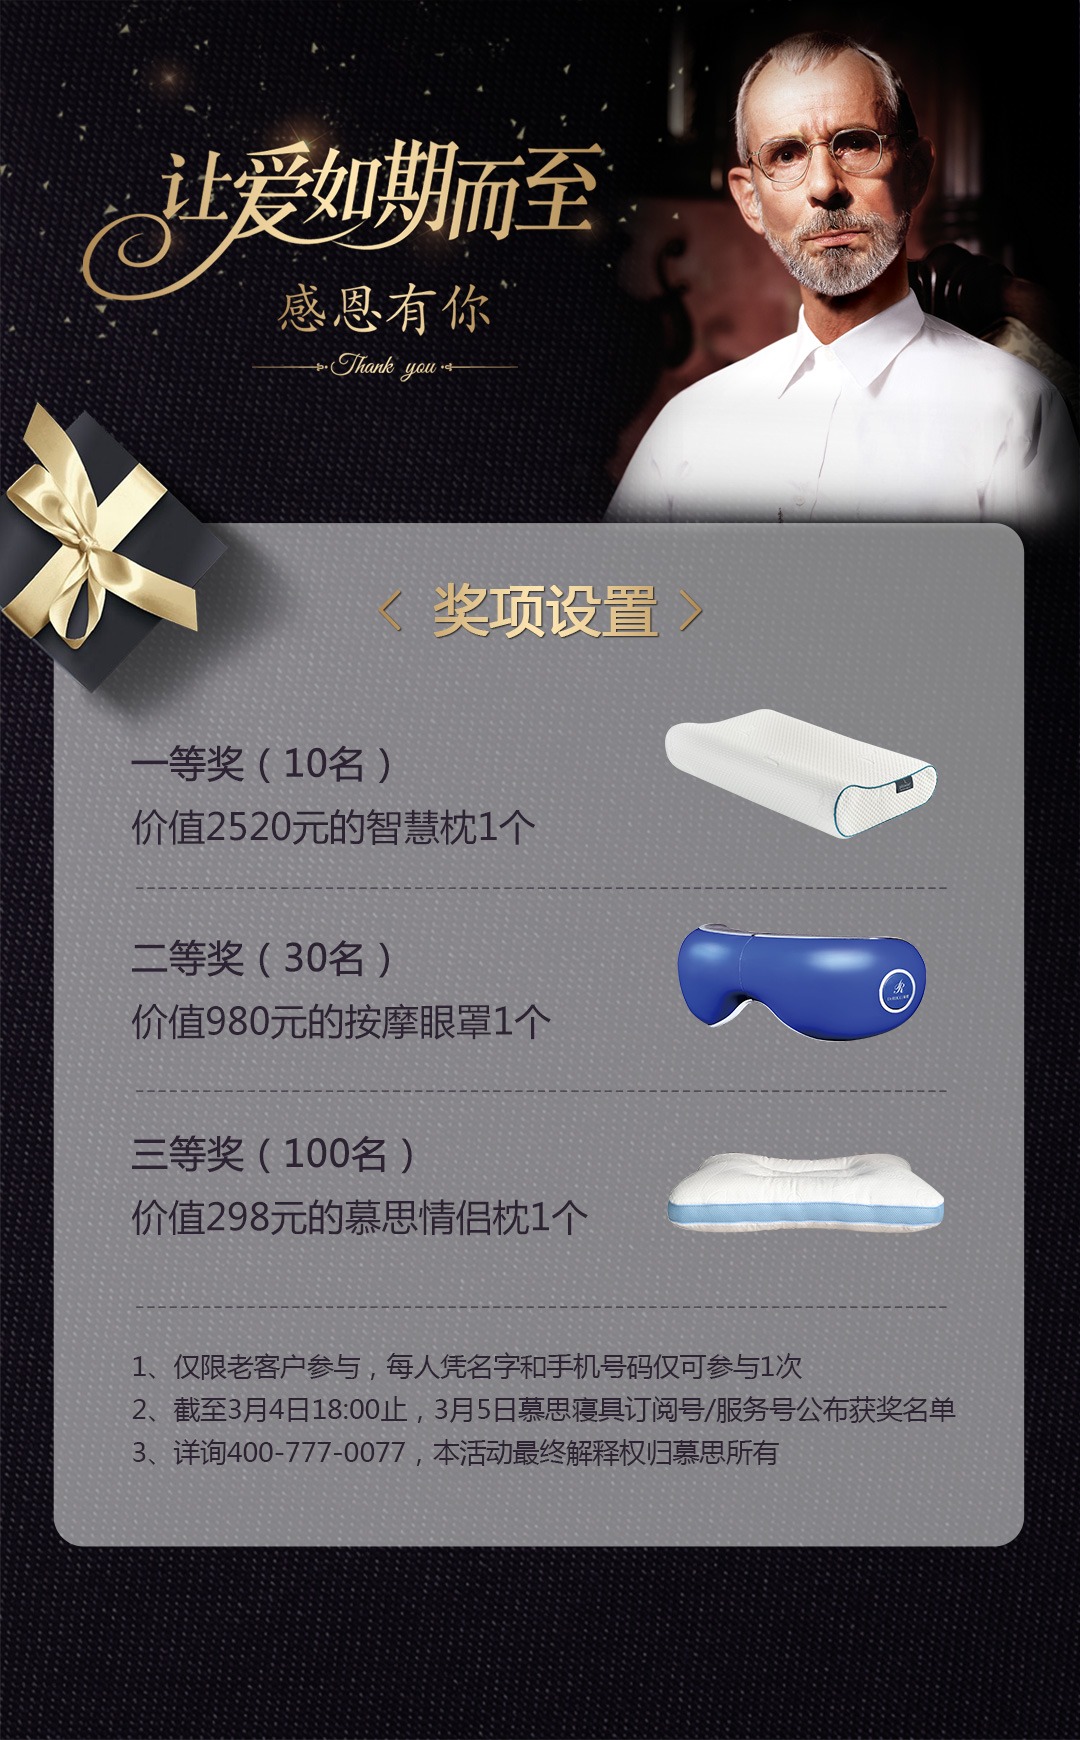 让爱如期而至
感恩有你
Thank you
奖项设置
一等奖（10名）
价值2520元的智慧枕1个
二等奖（30名）
价值980元的按摩眼罩1个
三等奖（100名）
价值298元的慕思情侣枕1个
1、仅限老客户参与，每人凭名字和手机号码仅可参与1次
2、截至3月4日18:00止，3月5日慕思寝具订阅号/服务号公布获奖名单
3、详询400-777-0077，本活动最终解释权归慕思所有